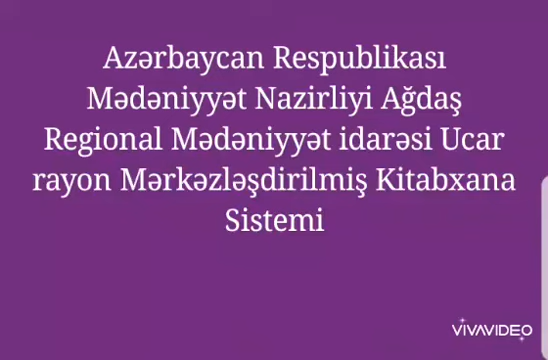 Azərbaycan Respublikası
Mədəniyyət Nazirliyi Ağdaş
Regional Mədəniyyət idarəsi Ucar
rayon Mərkəzləşdirilmiş Kitabxana
Sistemi
VIVAVIDEO